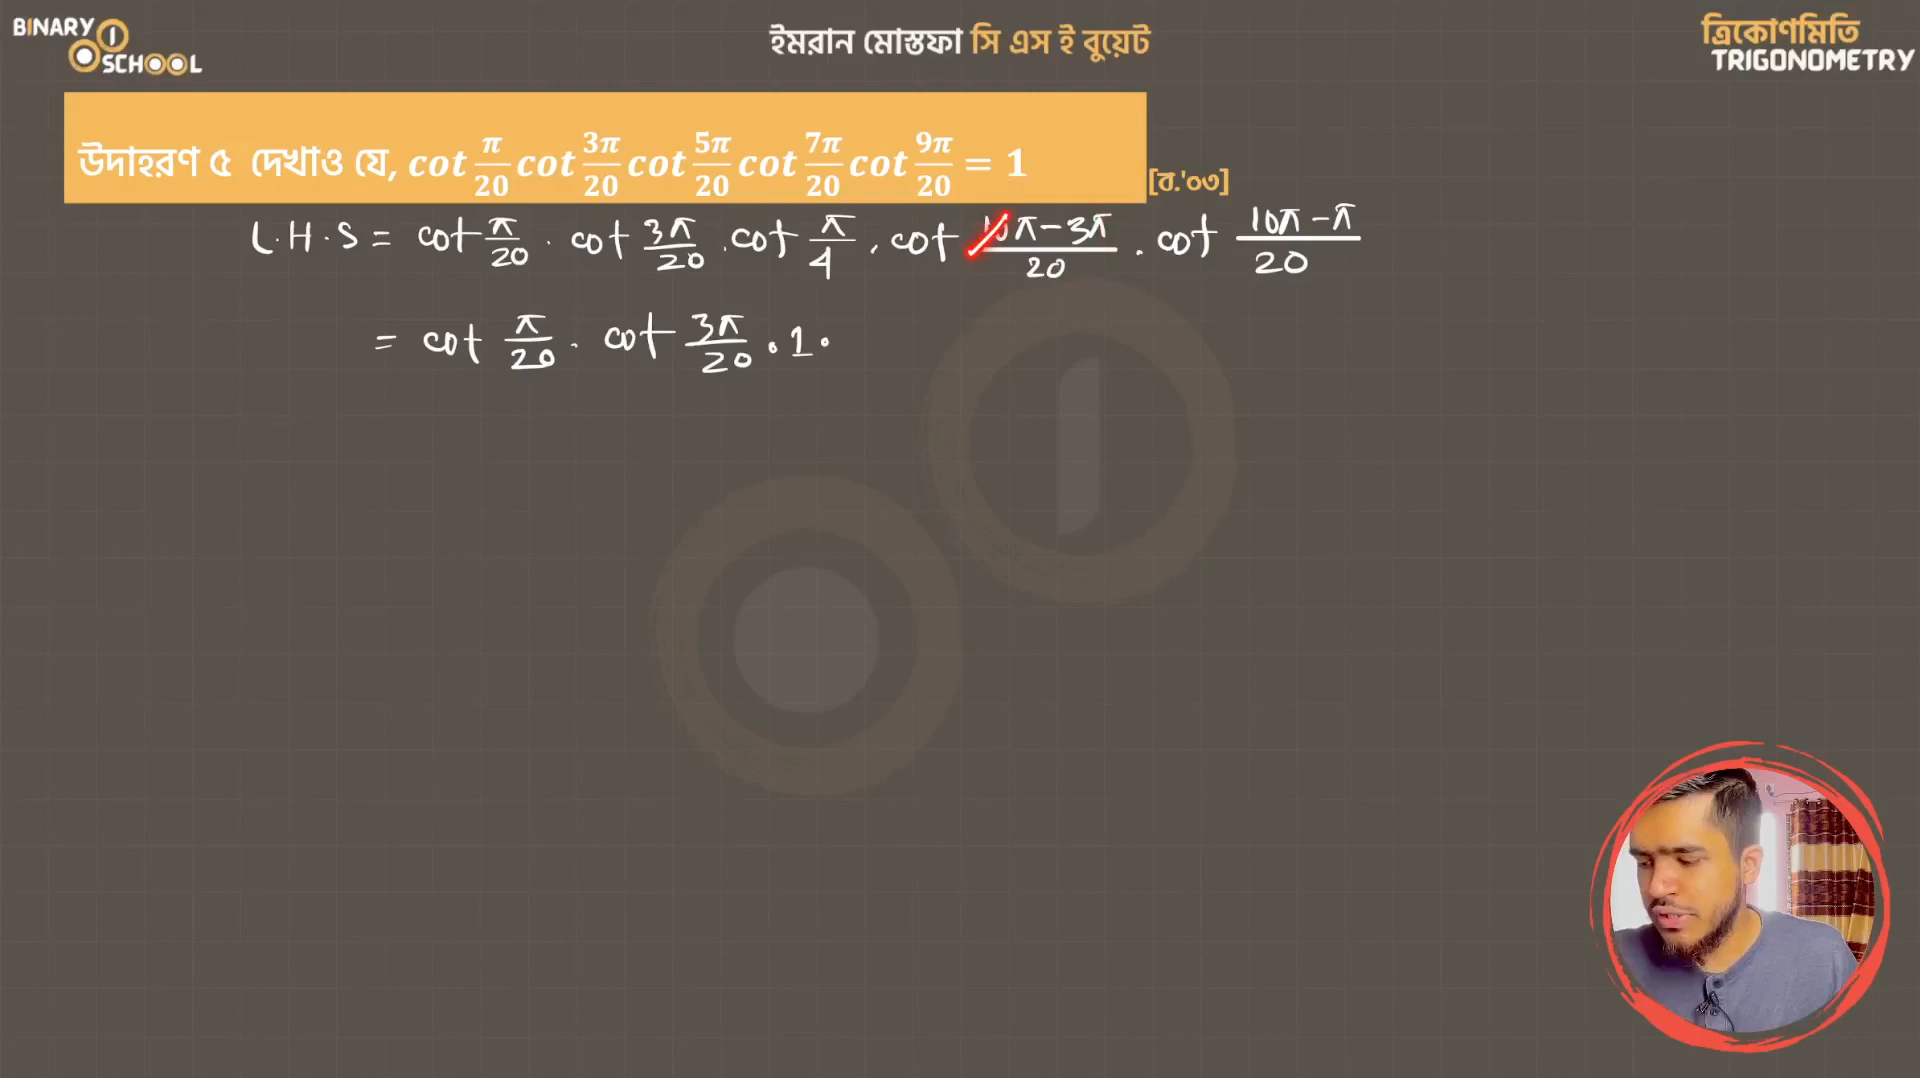 BINARY SCHOOL
ইমরান মোস্তফা সি এস ই বুয়েট
ত্রিকোণমিতি
TRIGONOMETRY
উদাহরণ ৫ দেখাও যে, cot π/20 cot 3π/20 cot 5π/20 cot 7π/20 cot 9π/20 = 1
[ব.'০৩]
L.H.S = cot π/20 . cot 3π/20 . cot π/4 . cot 10π-3π/20 . cot 10π-π/20
= cot π/20 . cot 3π/20 . 1 .